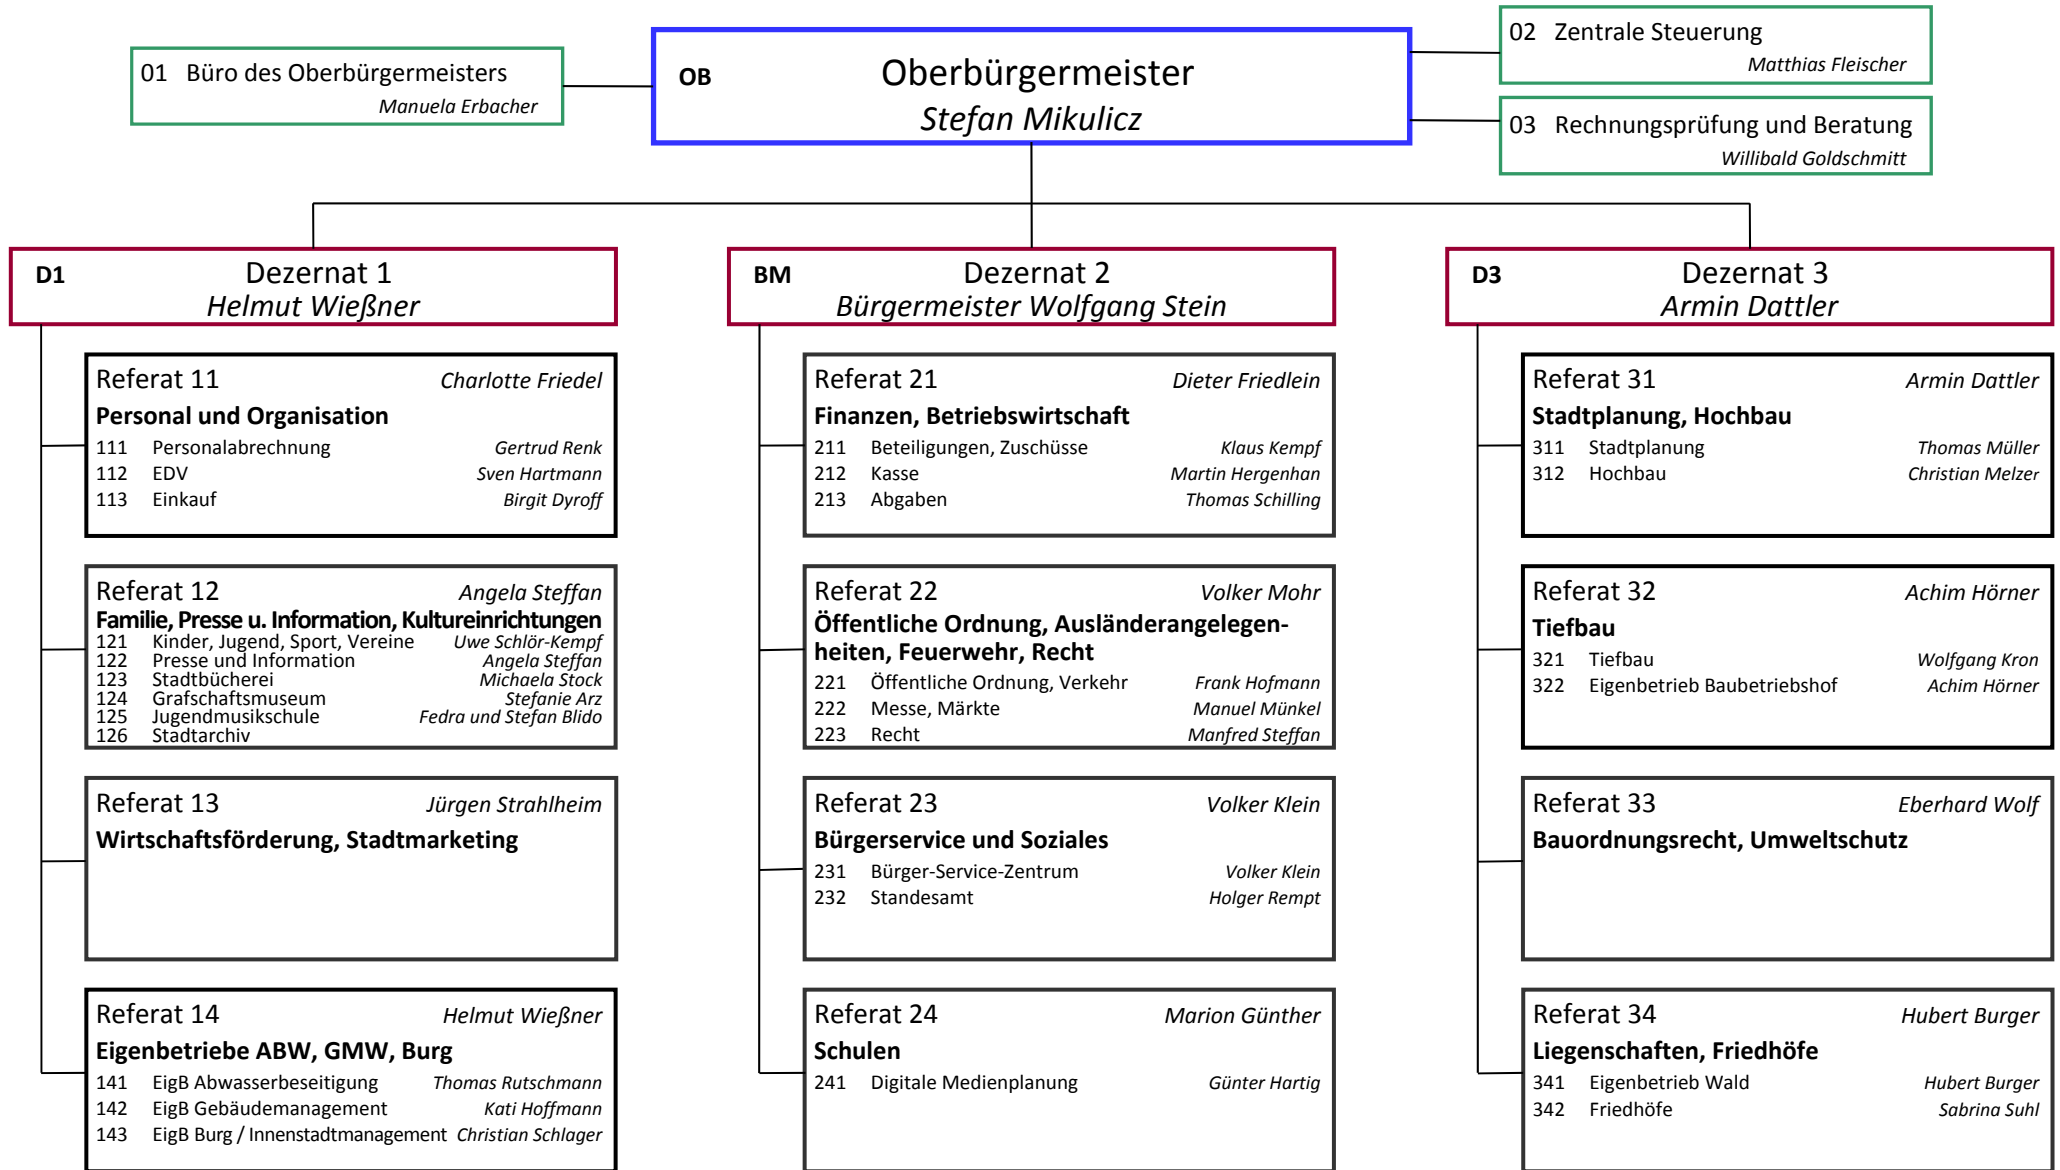 01 Büro des Oberbürgermeisters
Manuela Erbacher
OB Oberbürgermeister
Stefan Mikulicz
02 Zentrale Steuerung
Matthias Fleischer
03 Rechnungsprüfung und Beratung
Willibald Goldschmitt
D1 Dezernat 1
Helmut Wießner
Referat 11 Charlotte Friedel
Personal und Organisation
111 Personalabrechnung Gertrud Renk
112 EDV Sven Hartmann
113 Einkauf Birgit Dyroff
Referat 12 Angela Steffan
Familie, Presse u. Information, Kultureinrichtungen
121 Kinder, Jugend, Sport, Vereine Uwe Schlör-Kempf
122 Presse und Information Angela Steffan
123 Stadtbücherei Michaela Stock
124 Grafschaftsmuseum Stefanie Arz
125 Jugendmusikschule Fedra und Stefan Blido
126 Stadtarchiv
Referat 13 Jürgen Strahlheim
Wirtschaftsförderung, Stadtmarketing
Referat 14 Helmut Wießner
Eigenbetriebe ABW, GMW, Burg
141 EigB Abwasserbeseitigung Thomas Rutschmann
142 EigB Gebäudemanagement Kati Hoffmann
143 EigB Burg / Innenstadtmanagement Christian Schlager
BM Dezernat 2
Bürgermeister Wolfgang Stein
Referat 21 Dieter Friedlein
Finanzen, Betriebswirtschaft
211 Beteiligungen, Zuschüsse Klaus Kempf
212 Kasse Martin Hergenhan
213 Abgaben Thomas Schilling
Referat 22 Volker Mohr
Öffentliche Ordnung, Ausländerangelegen-
heiten, Feuerwehr, Recht
221 Öffentliche Ordnung, Verkehr Frank Hofmann
222 Messe, Märkte Manuel Münkel
223 Recht Manfred Steffan
Referat 23 Volker Klein
Bürgerservice und Soziales
231 Bürger-Service-Zentrum Volker Klein
232 Standesamt Holger Rempt
Referat 24 Marion Günther
Schulen
241 Digitale Medienplanung Günter Hartig
D3 Dezernat 3
Armin Dattler
Referat 31 Armin Dattler
Stadtplanung, Hochbau
311 Stadtplanung Thomas Müller
312 Hochbau Christian Melzer
Referat 32 Achim Hörner
Tiefbau
321 Tiefbau Wolfgang Kron
322 Eigenbetrieb Baubetriebshof Achim Hörner
Referat 33 Eberhard Wolf
Bauordnungsrecht, Umweltschutz
Referat 34 Hubert Burger
Liegenschaften, Friedhöfe
341 Eigenbetrieb Wald Hubert Burger
342 Friedhöfe Sabrina Suhl